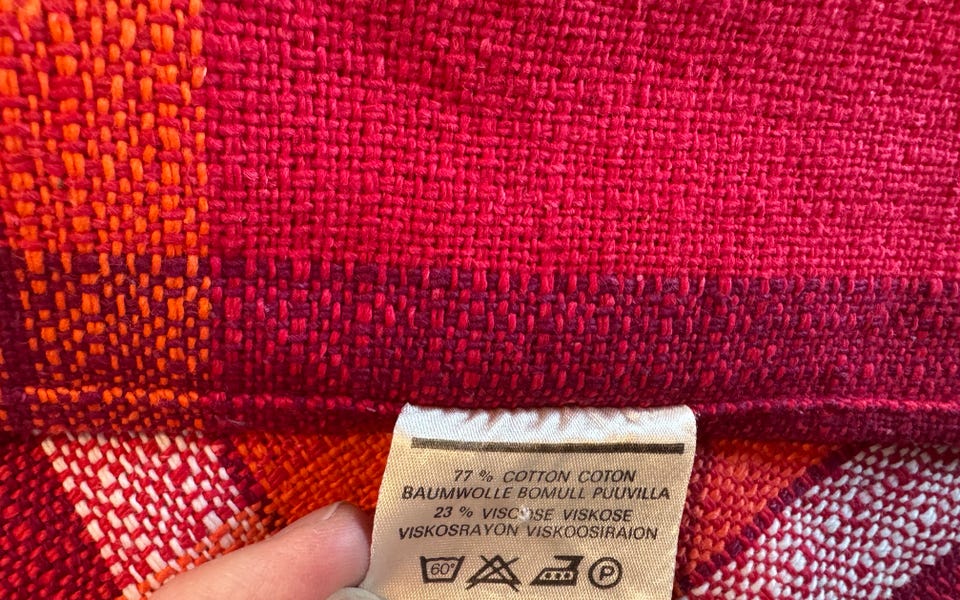 77 % COTTON COTON
BAUMWOLLE BOMULL PUUVILLA
23 % VISCOSE VISKOSE
VISKOSRAYON VISKOOSIRAION
60° P